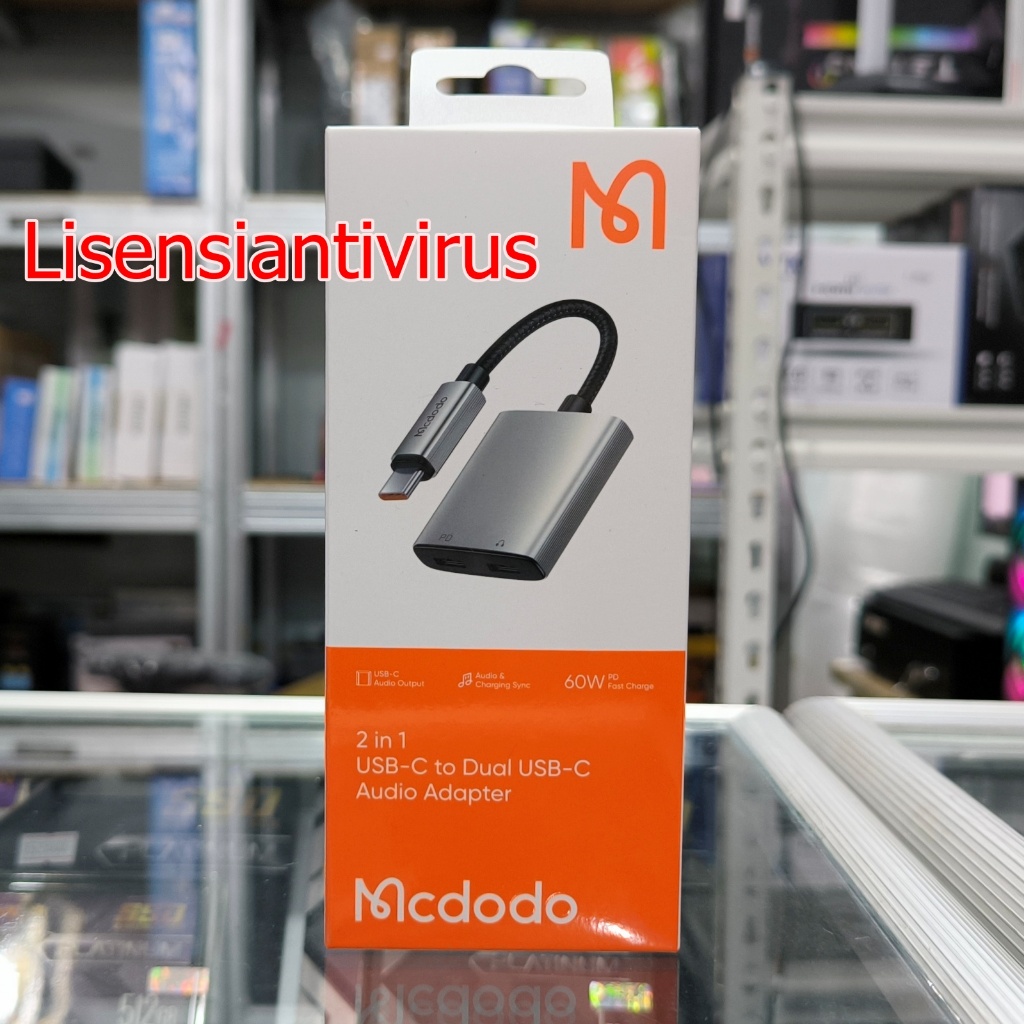 Lisensiantivirus
Mcdodo
PD
USB-C
Audio Output
Audio &
Charging Sync
60W PD
Fast Charge
2 in 1
USB-C to Dual USB-C
Audio Adapter
Mcdodo
512GB